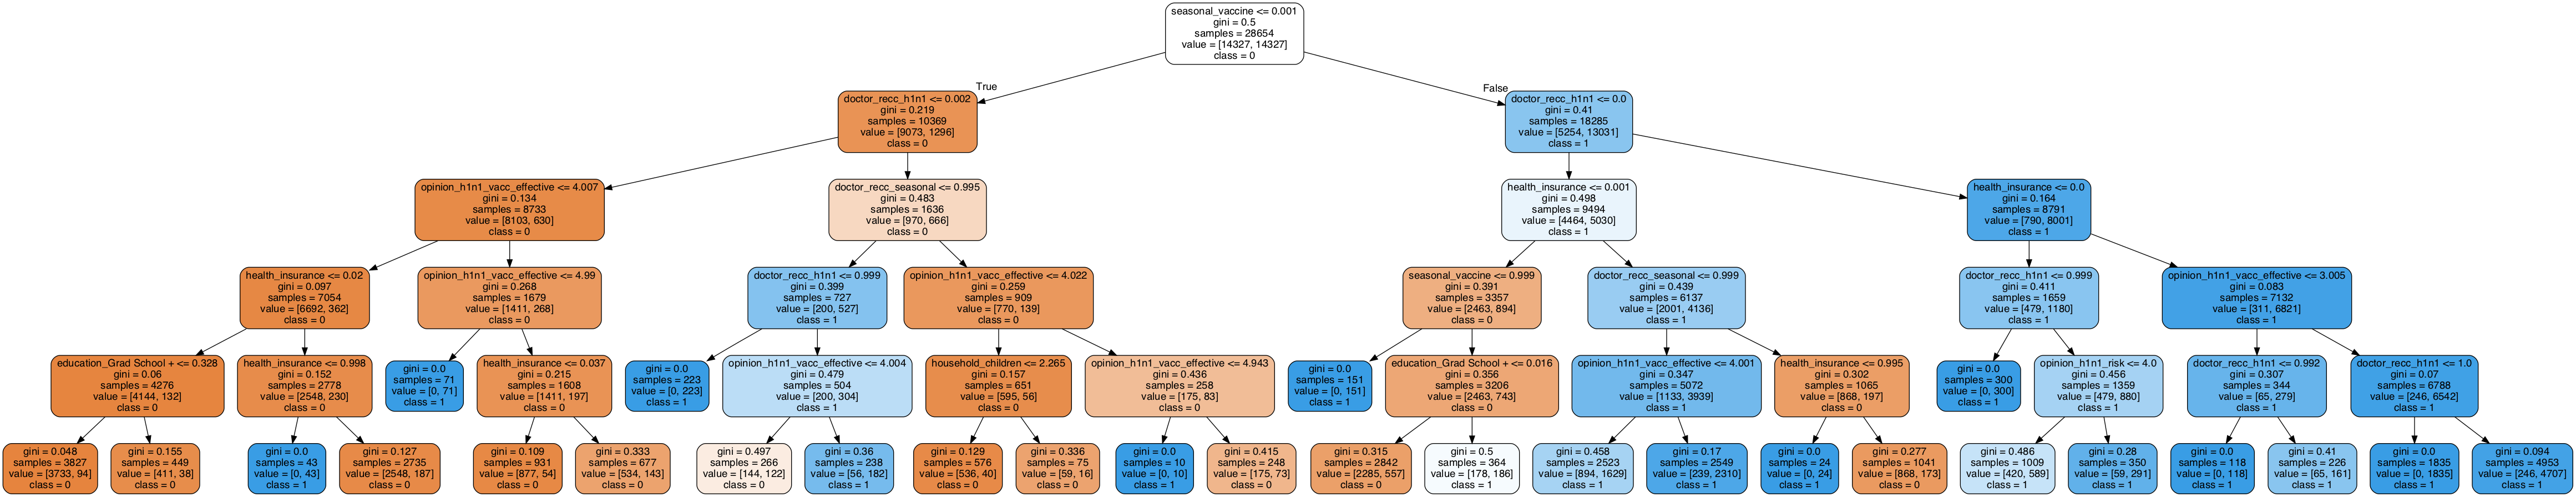 seasonal_vaccine <= 0.001
gini = 0.5
samples = 28654
value = [14327, 14327]
class = 0
True
False
doctor_recc_h1n1 <= 0.002
gini = 0.219
samples = 10369
value = [9073, 1296]
class = 0
doctor_recc_h1n1 <= 0.0
gini = 0.41
samples = 18285
value = [5254, 13031]
class = 1
opinion_h1n1_vacc_effective <= 4.007
gini = 0.134
samples = 8733
value = [8103, 630]
class = 0
doctor_recc_seasonal <= 0.995
gini = 0.483
samples = 1636
value = [970, 666]
class = 0
health_insurance <= 0.001
gini = 0.498
samples = 9494
value = [4464, 5030]
class = 1
health_insurance <= 0.0
gini = 0.164
samples = 8791
value = [790, 8001]
class = 1
health_insurance <= 0.02
gini = 0.097
samples = 7054
value = [6692, 362]
class = 0
opinion_h1n1_vacc_effective <= 4.99
gini = 0.268
samples = 1679
value = [1411, 268]
class = 0
doctor_recc_h1n1 <= 0.999
gini = 0.399
samples = 727
value = [200, 527]
class = 1
opinion_h1n1_vacc_effective <= 4.022
gini = 0.259
samples = 909
value = [770, 139]
class = 0
seasonal_vaccine <= 0.999
gini = 0.391
samples = 3357
value = [2463, 894]
class = 0
doctor_recc_seasonal <= 0.999
gini = 0.439
samples = 6137
value = [2001, 4136]
class = 1
doctor_recc_h1n1 <= 0.999
gini = 0.411
samples = 1659
value = [479, 1180]
class = 1
opinion_h1n1_vacc_effective <= 3.005
gini = 0.083
samples = 7132
value = [311, 6821]
class = 1
education_Grad School + <= 0.328
gini = 0.06
samples = 4276
value = [4144, 132]
class = 0
health_insurance <= 0.998
gini = 0.152
samples = 2778
value = [2548, 230]
class = 0
gini = 0.0
samples = 71
value = [0, 71]
class = 1
health_insurance <= 0.037
gini = 0.215
samples = 1608
value = [1411, 197]
class = 0
gini = 0.0
samples = 223
value = [0, 223]
class = 1
opinion_h1n1_vacc_effective <= 4.004
gini = 0.479
samples = 504
value = [200, 304]
class = 1
household_children <= 2.265
gini = 0.157
samples = 651
value = [595, 56]
class = 0
opinion_h1n1_vacc_effective <= 4.943
gini = 0.436
samples = 258
value = [175, 83]
class = 0
gini = 0.0
samples = 151
value = [0, 151]
class = 1
education_Grad School + <= 0.016
gini = 0.356
samples = 3206
value = [2463, 743]
class = 0
opinion_h1n1_vacc_effective <= 4.001
gini = 0.347
samples = 5072
value = [1133, 3939]
class = 1
health_insurance <= 0.995
gini = 0.302
samples = 1065
value = [868, 197]
class = 0
gini = 0.0
samples = 300
value = [0, 300]
class = 1
opinion_h1n1_risk <= 4.0
gini = 0.456
samples = 1359
value = [479, 880]
class = 1
doctor_recc_h1n1 <= 0.992
gini = 0.307
samples = 344
value = [65, 279]
class = 1
doctor_recc_h1n1 <= 1.0
gini = 0.07
samples = 6788
value = [246, 6542]
class = 1
gini = 0.048
samples = 3827
value = [3733, 94]
class = 0
gini = 0.155
samples = 449
value = [411, 38]
class = 0
gini = 0.0
samples = 43
value = [0, 43]
class = 1
gini = 0.127
samples = 2735
value = [2548, 187]
class = 0
gini = 0.109
samples = 931
value = [877, 54]
class = 0
gini = 0.333
samples = 677
value = [534, 143]
class = 0
gini = 0.497
samples = 266
value = [144, 122]
class = 0
gini = 0.36
samples = 238
value = [56, 182]
class = 1
gini = 0.129
samples = 576
value = [536, 40]
class = 0
gini = 0.336
samples = 75
value = [59, 16]
class = 0
gini = 0.0
samples = 10
value = [0, 10]
class = 1
gini = 0.415
samples = 248
value = [175, 73]
class = 0
gini = 0.315
samples = 2842
value = [2285, 557]
class = 0
gini = 0.5
samples = 364
value = [178, 186]
class = 1
gini = 0.458
samples = 2523
value = [894, 1629]
class = 1
gini = 0.17
samples = 2549
value = [239, 2310]
class = 1
gini = 0.0
samples = 24
value = [0, 24]
class = 1
gini = 0.277
samples = 1041
value = [868, 173]
class = 0
gini = 0.486
samples = 1009
value = [420, 589]
class = 1
gini = 0.28
samples = 350
value = [59, 291]
class = 1
gini = 0.0
samples = 118
value = [0, 118]
class = 1
gini = 0.41
samples = 226
value = [65, 161]
class = 1
gini = 0.0
samples = 1835
value = [0, 1835]
class = 1
gini = 0.094
samples = 4953
value = [246, 4707]
class = 1